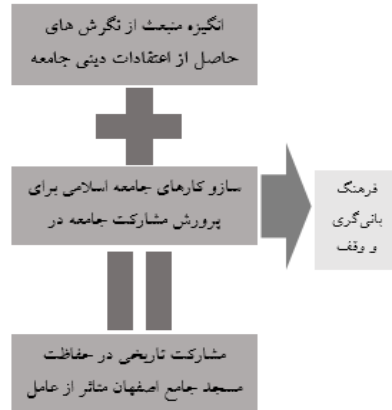 انگیزه منبعث از نگرش های
حاصل از اعتقادات دینی جامعه
سازو کارهای جامعه اسلامی برای
پرورش مشارکت جامعه در
فرهنگ
بانی‌گری
و وقف
مشارکت تاریخی در حفاظت
مسجد جامع اصفهان متاثر از عامل